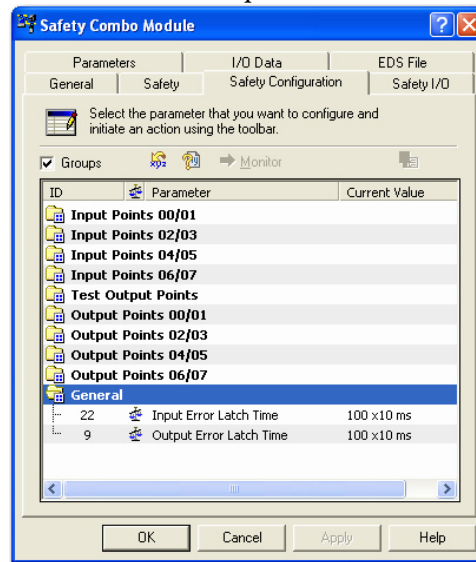 Safety Combo Module
Parameters I/O Data EDS File
General Safety Safety Configuration Safety I/O
Select the parameter that you want to configure and
initiate an action using the toolbar.
Groups xyz Monitor
ID Parameter Current Value
Input Points 00/01
Input Points 02/03
Input Points 04/05
Input Points 06/07
Test Output Points
Output Points 00/01
Output Points 02/03
Output Points 04/05
Output Points 06/07
General
22 Input Error Latch Time 100 x10 ms
9 Output Error Latch Time 100 x10 ms
OK Cancel Apply Help